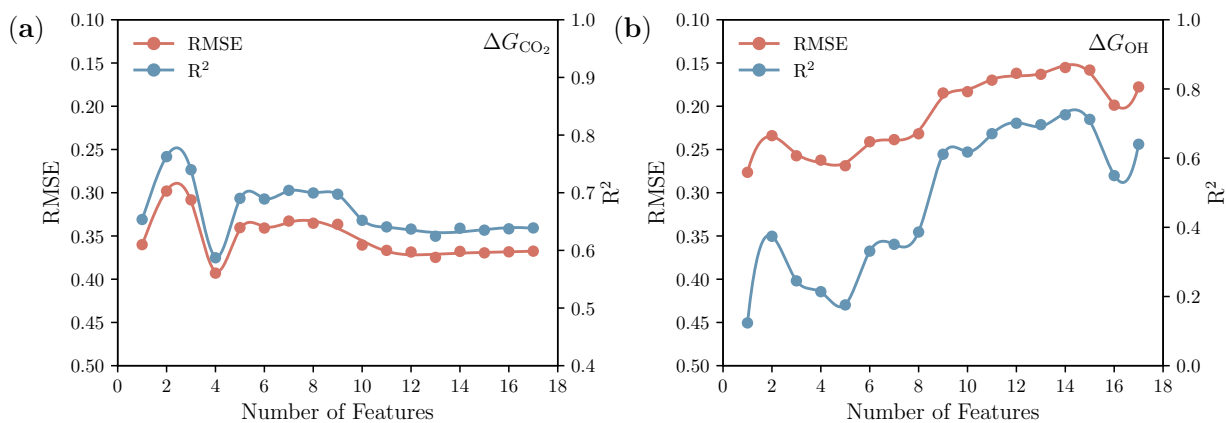 (a)
RMSE
R²
ΔG_CO₂
0.10
0.15
0.20
0.25
0.30
0.35
0.40
0.45
0.50
RMSE
1.0
0.9
0.8
0.7
0.6
0.5
0.4
R²
0 2 4 6 8 10 12 14 16 18
Number of Features
(b)
RMSE
R²
ΔG_OH
0.10
0.15
0.20
0.25
0.30
0.35
0.40
0.45
0.50
RMSE
1.0
0.8
0.6
0.4
0.2
0.0
R²
0 2 4 6 8 10 12 14 16 18
Number of Features